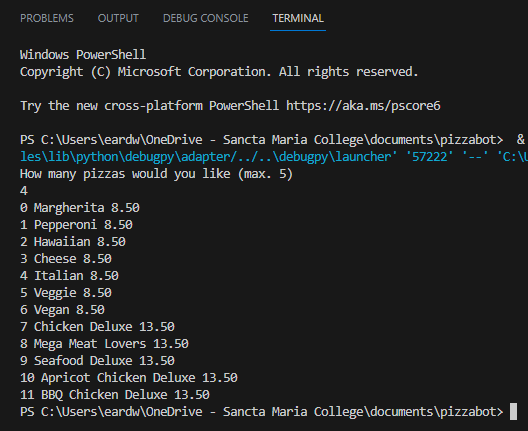 PROBLEMS OUTPUT DEBUG CONSOLE TERMINAL
Windows PowerShell
Copyright (C) Microsoft Corporation. All rights reserved.
Try the new cross-platform PowerShell https://aka.ms/pscore6
PS C:\Users\eardw\OneDrive - Sancta Maria College\documents\pizzabot> &
les\lib\python\debugpy\adapter/../..\debugpy\launcher' '57222' '--' 'C:\U
How many pizzas would you like (max. 5)
4
0 Margherita 8.50
1 Pepperoni 8.50
2 Hawaiian 8.50
3 Cheese 8.50
4 Italian 8.50
5 Veggie 8.50
6 Vegan 8.50
7 Chicken Deluxe 13.50
8 Mega Meat Lovers 13.50
9 Seafood Deluxe 13.50
10 Apricot Chicken Deluxe 13.50
11 BBQ Chicken Deluxe 13.50
PS C:\Users\eardw\OneDrive - Sancta Maria College\documents\pizzabot>